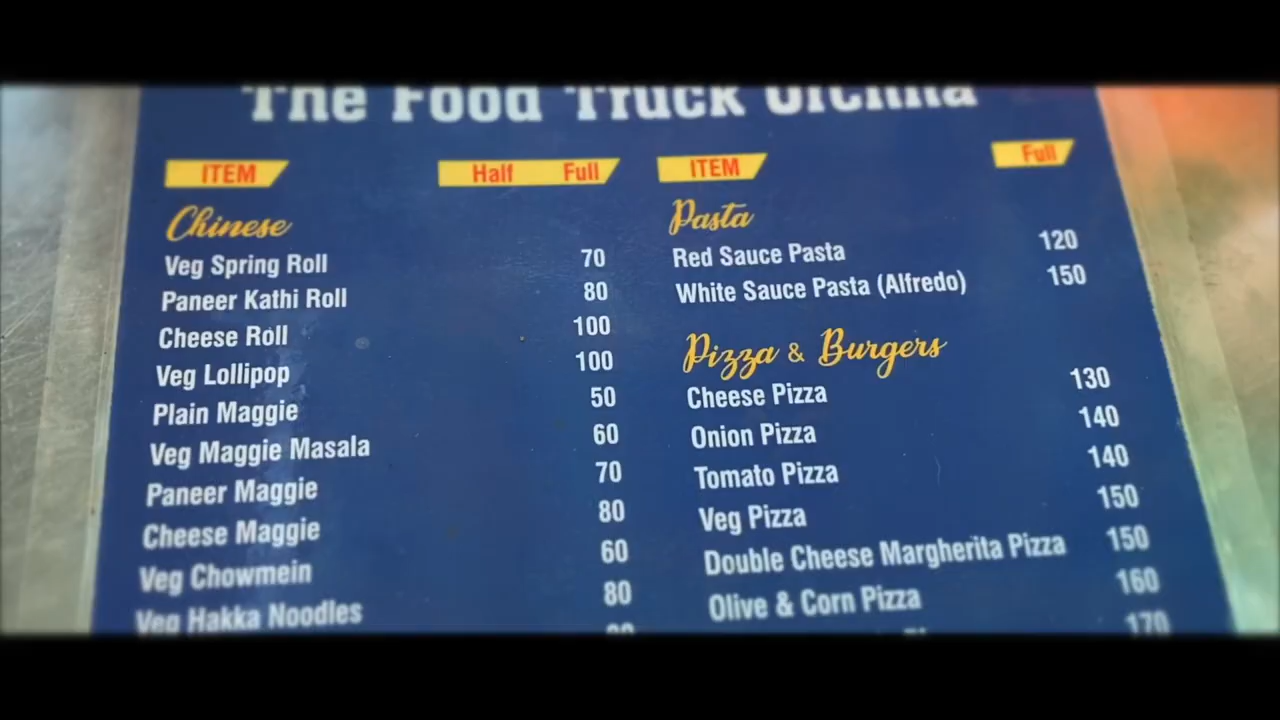 The Food Truck
ITEM Half Full
Chinese
Veg Spring Roll 70
Paneer Kathi Roll 80
Cheese Roll 100
Veg Lollipop 100
Plain Maggie 50
Veg Maggie Masala 60
Paneer Maggie 70
Cheese Maggie 80
Veg Chowmein 60
Veg Hakka Noodles 80
ITEM Full
Pasta
Red Sauce Pasta 120
White Sauce Pasta (Alfredo) 150
Pizza & Burgers
Cheese Pizza 130
Onion Pizza 140
Tomato Pizza 140
Veg Pizza 150
Double Cheese Margherita Pizza 150
Olive & Corn Pizza 160
170